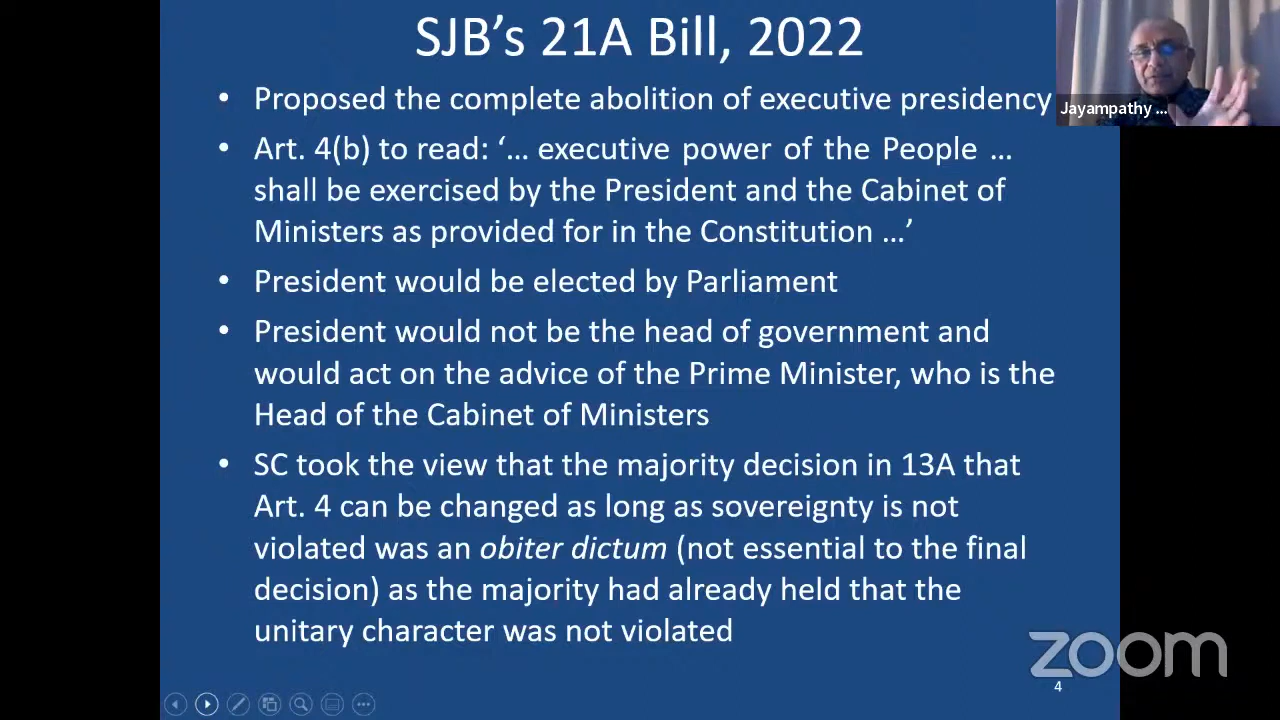 SJB’s 21A Bill, 2022
• Proposed the complete abolition of executive presidency
Jayampathy ...
• Art. 4(b) to read: ‘… executive power of the People …
shall be exercised by the President and the Cabinet of
Ministers as provided for in the Constitution …’
• President would be elected by Parliament
• President would not be the head of government and
would act on the advice of the Prime Minister, who is the
Head of the Cabinet of Ministers
• SC took the view that the majority decision in 13A that
Art. 4 can be changed as long as sovereignty is not
violated was an obiter dictum (not essential to the final
decision) as the majority had already held that the
unitary character was not violated
zoom
4